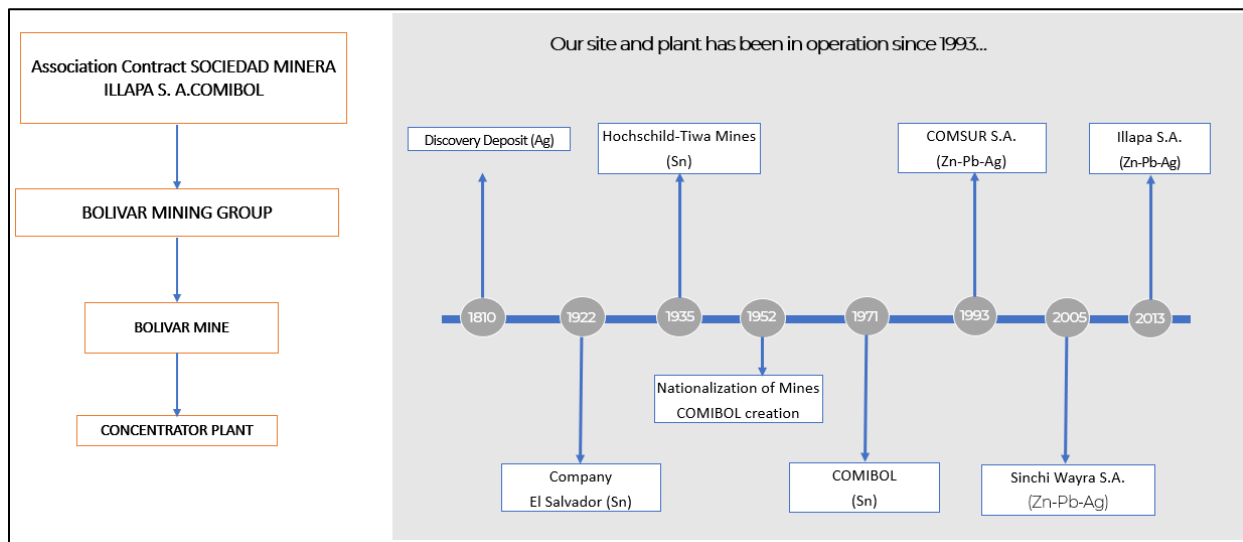 Association Contract SOCIEDAD MINERA
ILLAPA S. A.COMIBOL
BOLIVAR MINING GROUP
BOLIVAR MINE
CONCENTRATOR PLANT
Our site and plant has been in operation since 1993...
Discovery Deposit (Ag)
Hochschild-Tiwa Mines
(Sn)
COMSUR S.A.
(Zn-Pb-Ag)
Illapa S.A.
(Zn-Pb-Ag)
1810
1922
1935
1952
1971
1993
2005
2013
Nationalization of Mines
COMIBOL creation
Company
El Salvador (Sn)
COMIBOL
(Sn)
Sinchi Wayra S.A.
(Zn-Pb-Ag)